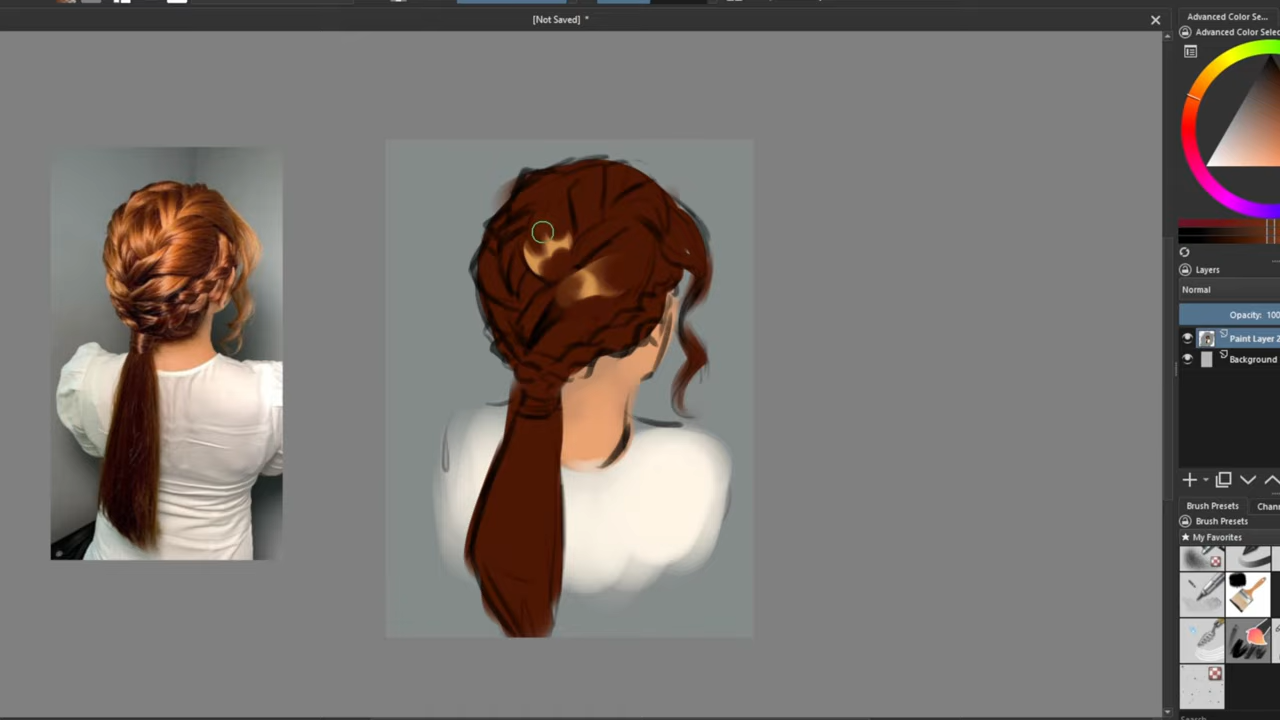 [Not Saved] *
Advanced Color Se...
Advanced Color Selec
Layers
Normal
Opacity: 100
Paint Layer 2
Background
Brush Presets
Chann
Brush Presets
★ My Favorites